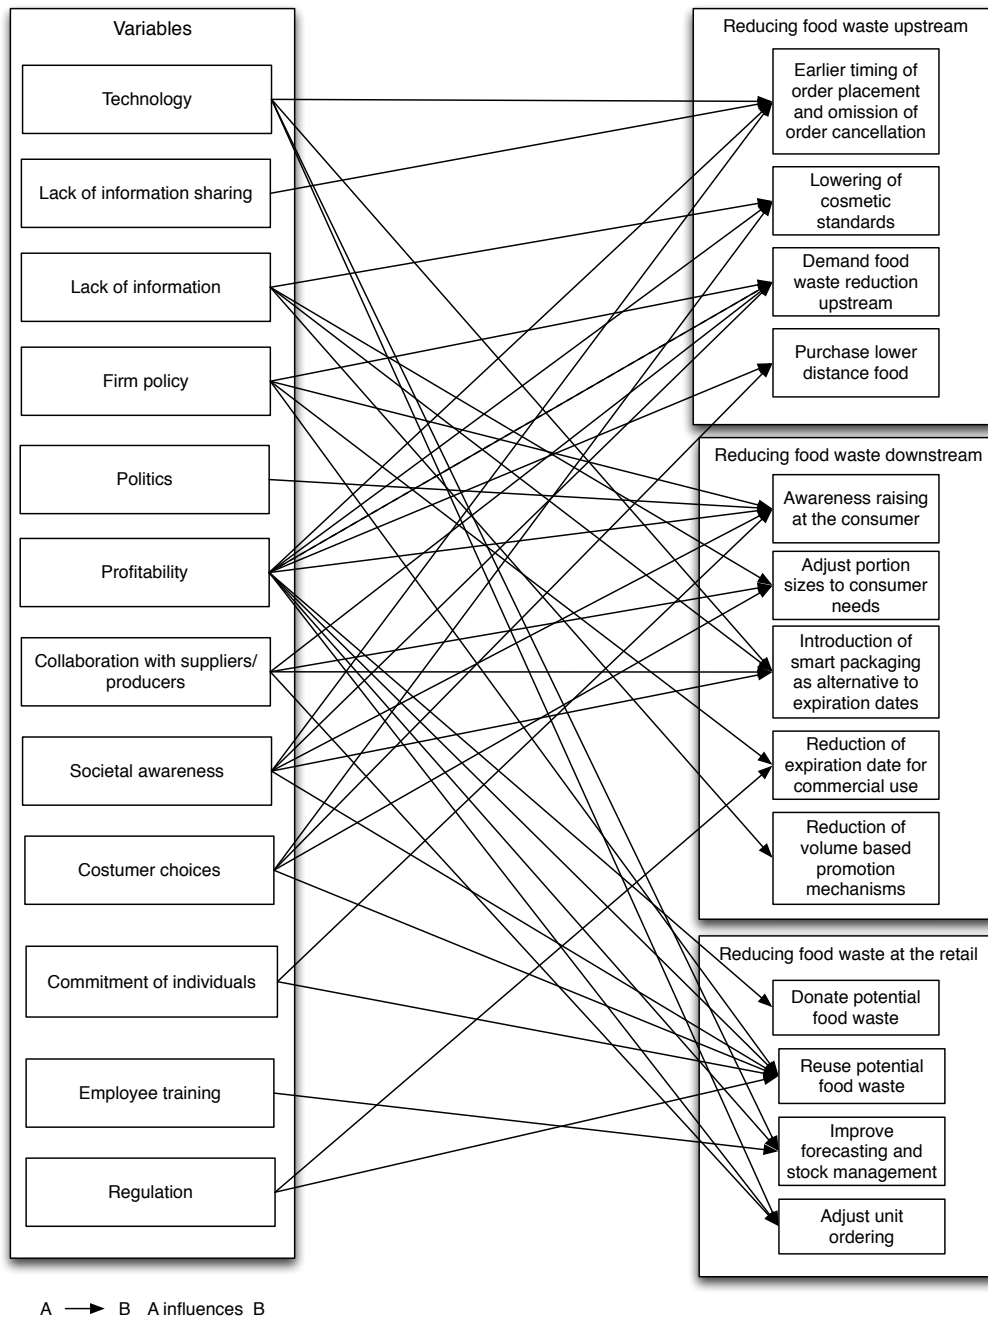 Variables
Technology
Lack of information sharing
Lack of information
Firm policy
Politics
Profitability
Collaboration with suppliers/
producers
Societal awareness
Costumer choices
Commitment of individuals
Employee training
Regulation
Reducing food waste upstream
Earlier timing of
order placement
and omission of
order cancellation
Lowering of
cosmetic
standards
Demand food
waste reduction
upstream
Purchase lower
distance food
Reducing food waste downstream
Awareness raising
at the consumer
Adjust portion
sizes to consumer
needs
Introduction of
smart packaging
as alternative to
expiration dates
Reduction of
expiration date for
commercial use
Reduction of
volume based
promotion
mechanisms
Reducing food waste at the retail
Donate potential
food waste
Reuse potential
food waste
Improve
forecasting and
stock management
Adjust unit
ordering
A B A influences B